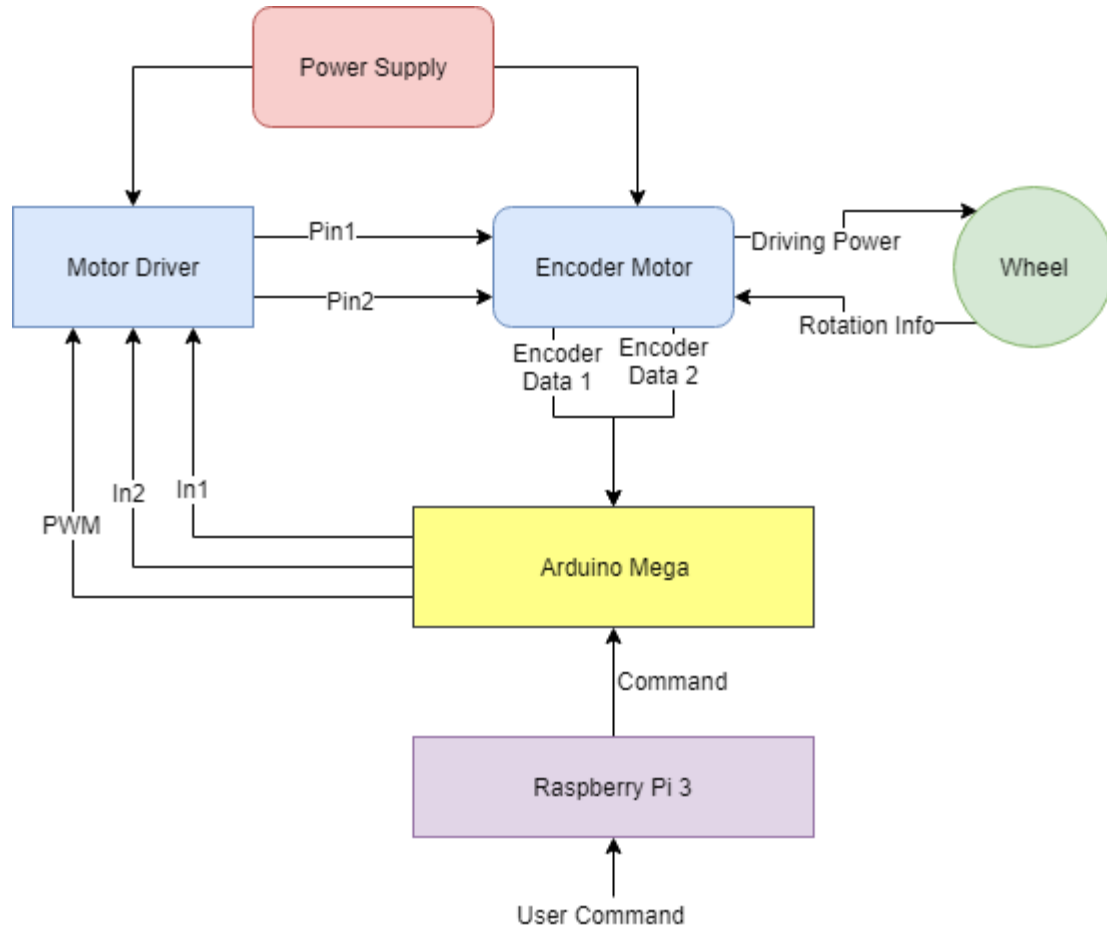 Power Supply
Motor Driver
Pin1
Pin2
Encoder Motor
Driving Power
Rotation Info
Wheel
Encoder
Data 1
Encoder
Data 2
In1
In2
PWM
Arduino Mega
Command
Raspberry Pi 3
User Command